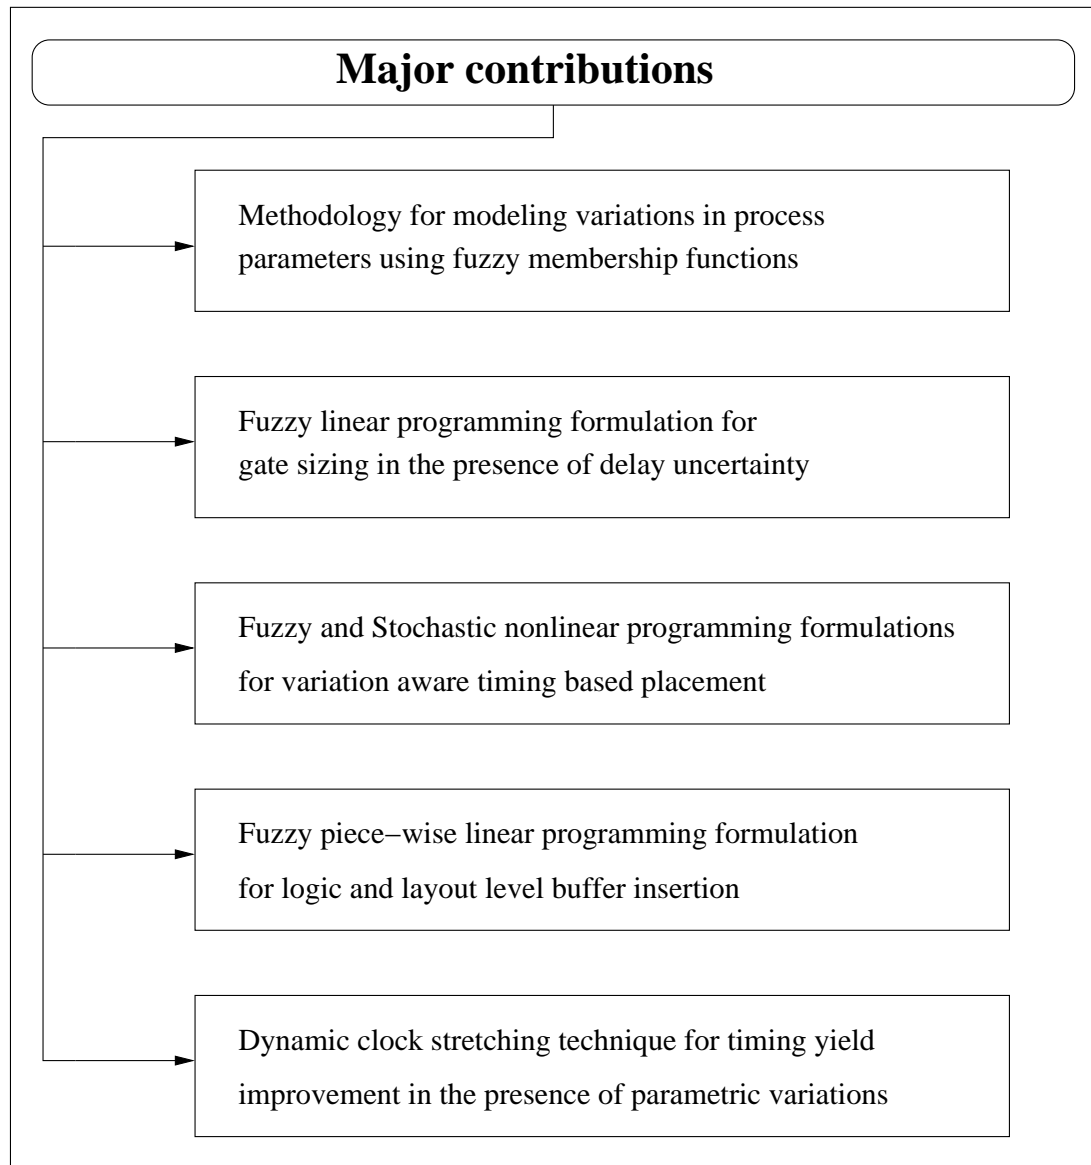 Major contributions
Methodology for modeling variations in process
parameters using fuzzy membership functions
Fuzzy linear programming formulation for
gate sizing in the presence of delay uncertainty
Fuzzy and Stochastic nonlinear programming formulations
for variation aware timing based placement
Fuzzy piece−wise linear programming formulation
for logic and layout level buffer insertion
Dynamic clock stretching technique for timing yield
improvement in the presence of parametric variations